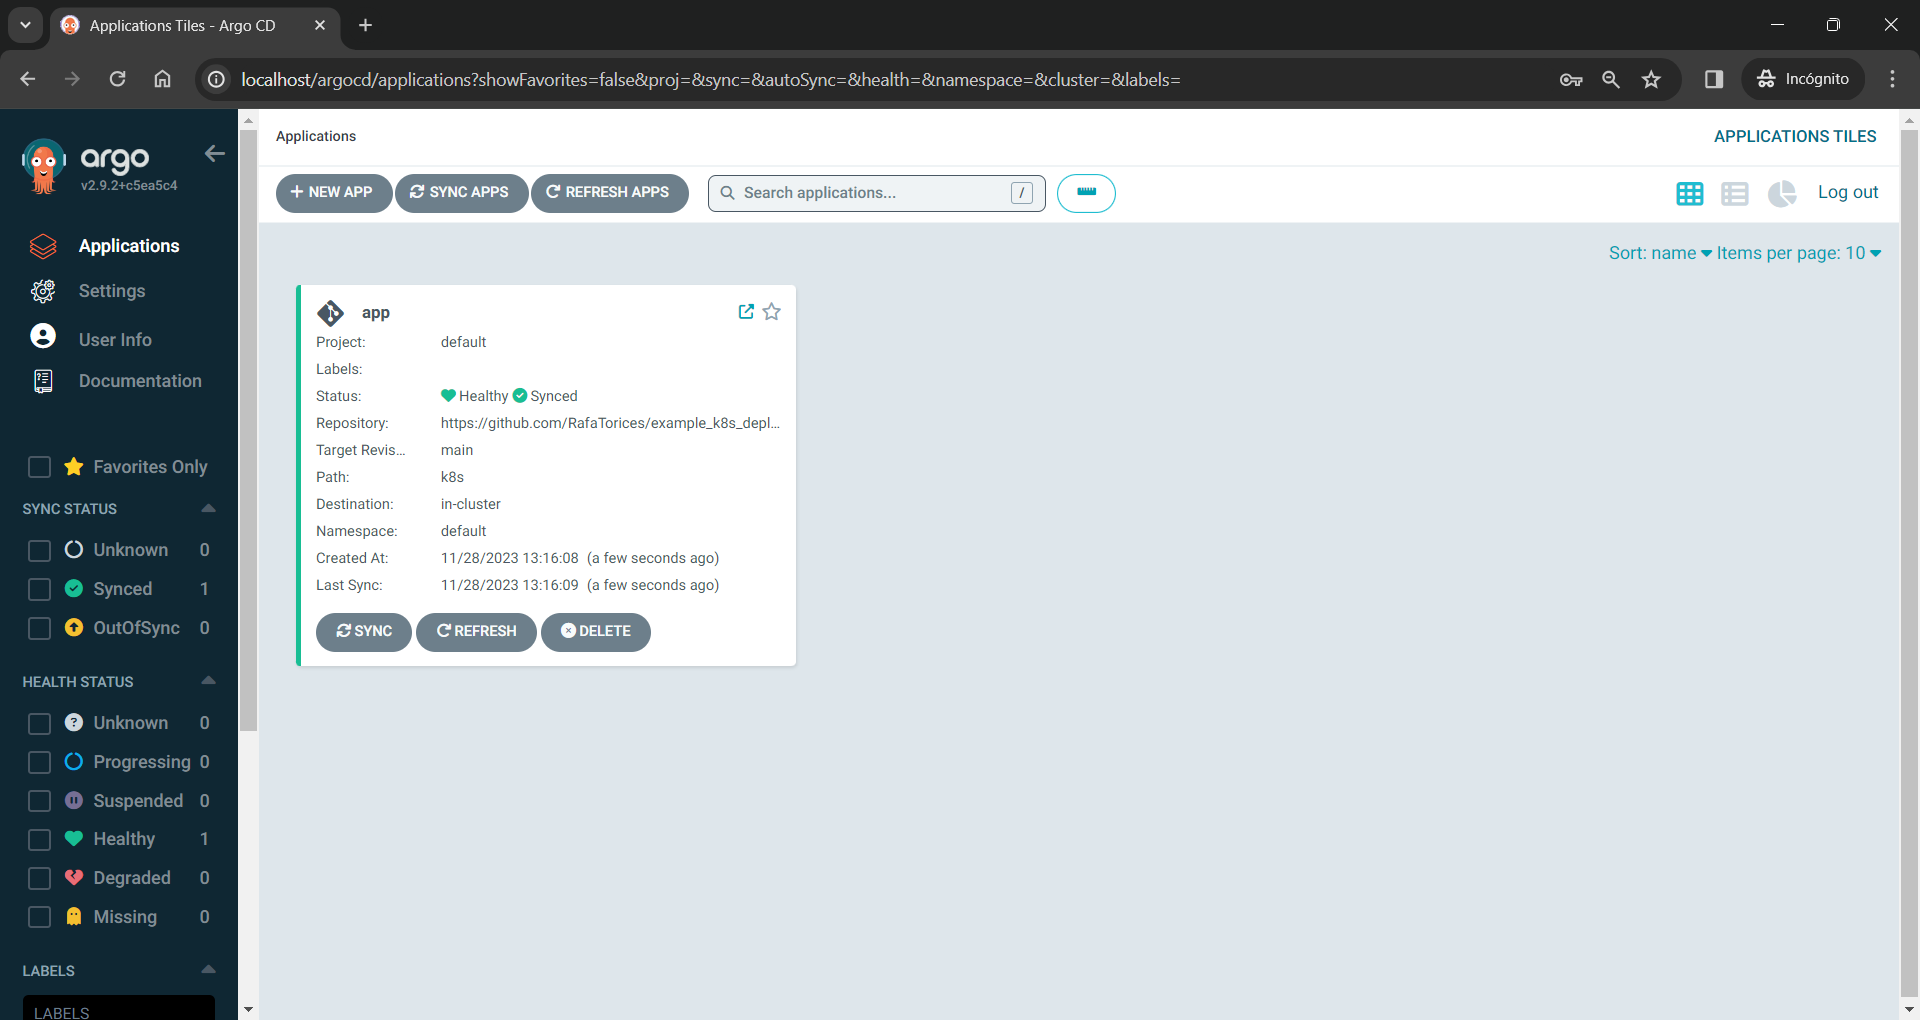 Applications Tiles - Argo CD
localhost/argocd/applications?showFavorites=false&proj=&sync=&autoSync=&health=&namespace=&cluster=&labels=
Incógnito
argo
v2.9.2+c5ea5c4
Applications
Settings
User Info
Documentation
Favorites Only
SYNC STATUS
Unknown 0
Synced 1
OutOfSync 0
HEALTH STATUS
Unknown 0
Progressing 0
Suspended 0
Healthy 1
Degraded 0
Missing 0
LABELS
LABELS
Applications
APPLICATIONS TILES
NEW APP
SYNC APPS
REFRESH APPS
Search applications... /
Log out
Sort: name Items per page: 10
app
Project: default
Labels:
Status: Healthy Synced
Repository: https://github.com/RafaTorices/example_k8s_depl...
Target Revis... main
Path: k8s
Destination: in-cluster
Namespace: default
Created At: 11/28/2023 13:16:08 (a few seconds ago)
Last Sync: 11/28/2023 13:16:09 (a few seconds ago)
SYNC
REFRESH
DELETE